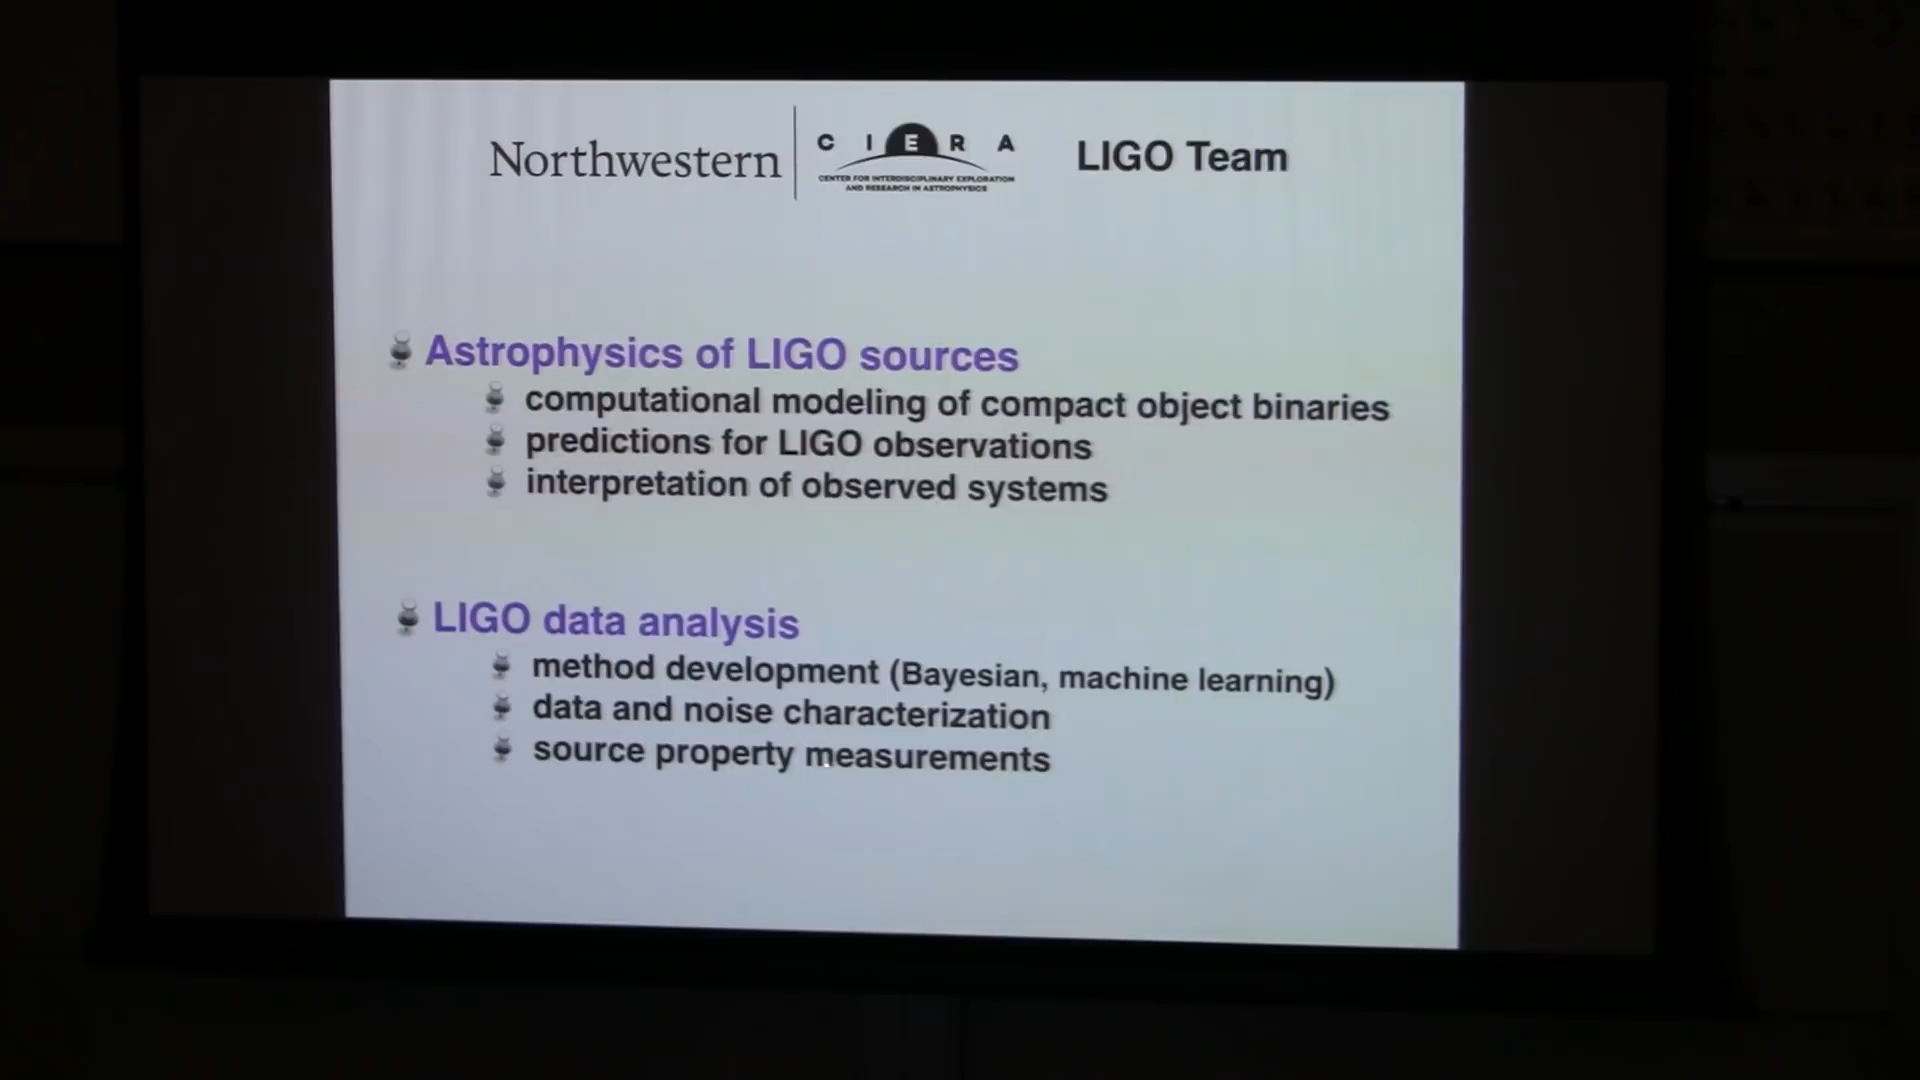 Northwestern
C I E R A
CENTER FOR INTERDISCIPLINARY EXPLORATION
AND RESEARCH IN ASTROPHYSICS
LIGO Team
Astrophysics of LIGO sources
computational modeling of compact object binaries
predictions for LIGO observations
interpretation of observed systems
LIGO data analysis
method development (Bayesian, machine learning)
data and noise characterization
source property measurements